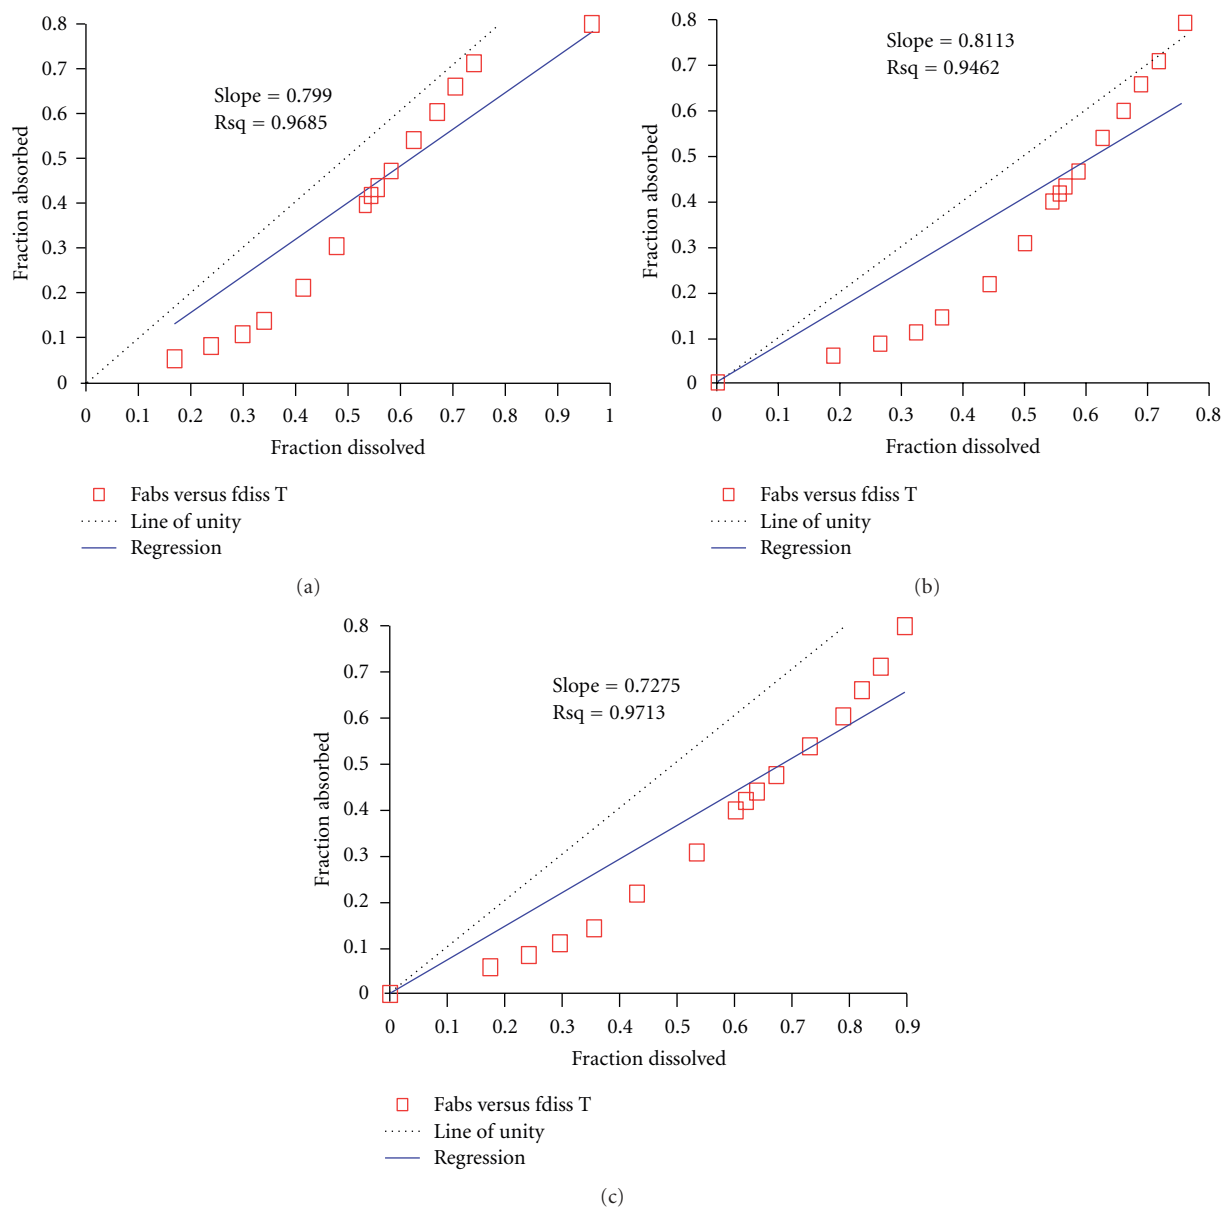 Slope = 0.799
Rsq = 0.9685
Fraction absorbed
0.8
0.7
0.6
0.5
0.4
0.3
0.2
0.1
0
0 0.1 0.2 0.3 0.4 0.5 0.6 0.7 0.8 0.9 1
Fraction dissolved
Fabs versus fdiss T
Line of unity
Regression
(a)
Slope = 0.8113
Rsq = 0.9462
Fraction absorbed
0.8
0.7
0.6
0.5
0.4
0.3
0.2
0.1
0
0 0.1 0.2 0.3 0.4 0.5 0.6 0.7 0.8
Fraction dissolved
Fabs versus fdiss T
Line of unity
Regression
(b)
Slope = 0.7275
Rsq = 0.9713
Fraction absorbed
0.8
0.7
0.6
0.5
0.4
0.3
0.2
0.1
0
0 0.1 0.2 0.3 0.4 0.5 0.6 0.7 0.8 0.9
Fraction dissolved
Fabs versus fdiss T
Line of unity
Regression
(c)